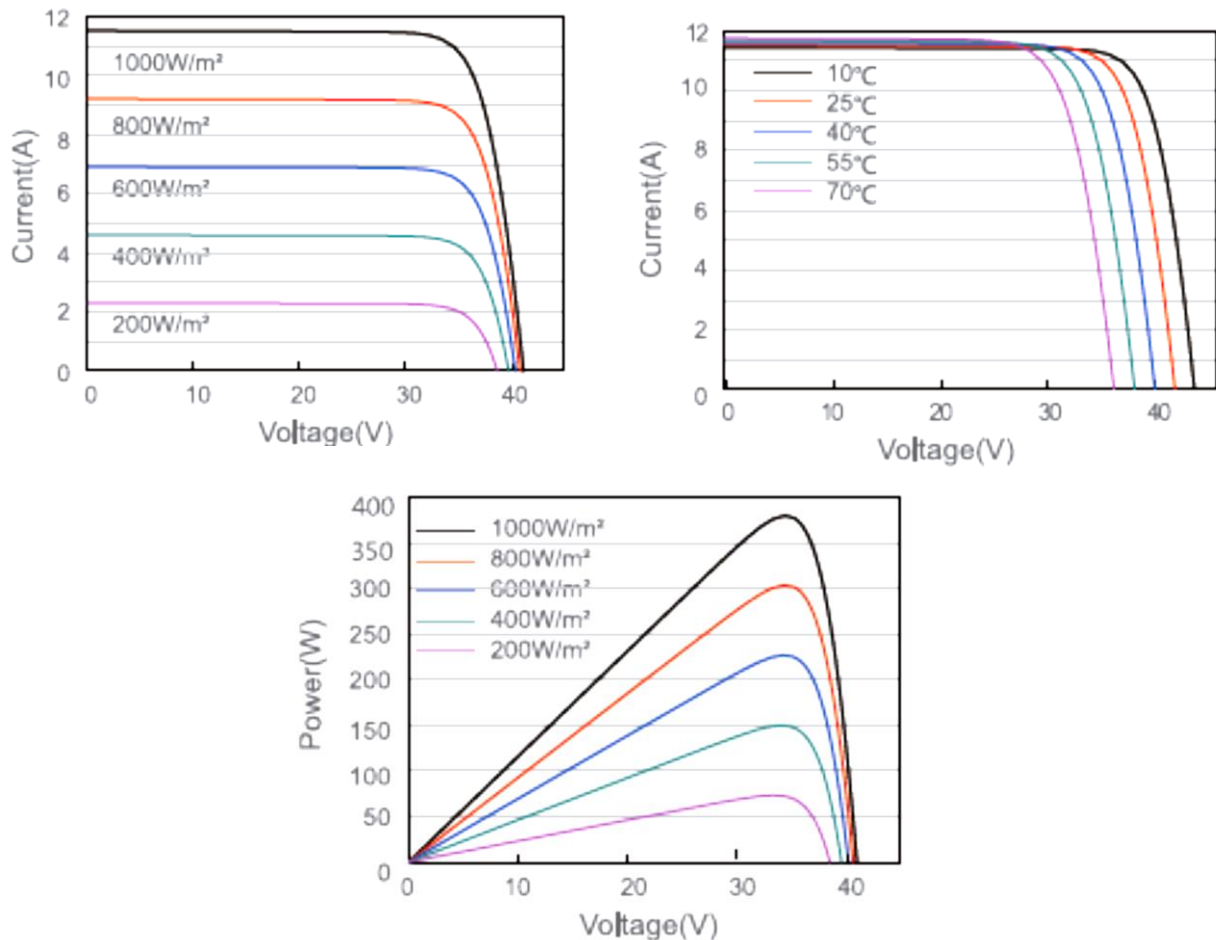 12
10
8
6
4
2
0
Current(A)
1000W/m²
800W/m²
600W/m²
400W/m²
200W/m²
0 10 20 30 40
Voltage(V)
12
10
8
6
4
2
0
Current(A)
10℃
25℃
40℃
55℃
70℃
0 10 20 30 40
Voltage(V)
400
350
300
250
200
150
100
50
0
Power(W)
1000W/m²
800W/m²
600W/m²
400W/m²
200W/m²
0 10 20 30 40
Voltage(V)